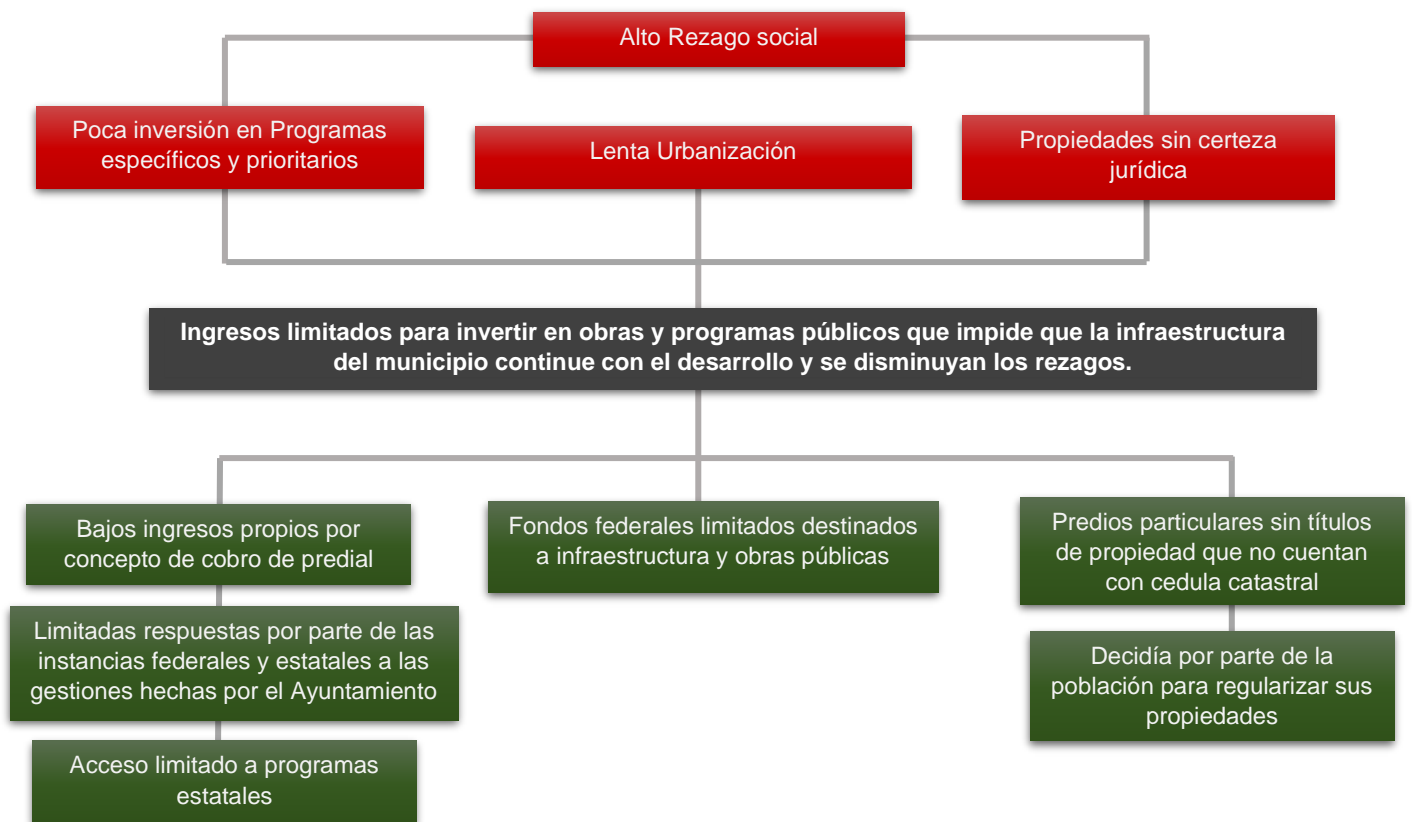 Alto Rezago social
Poca inversión en Programas
específicos y prioritarios
Lenta Urbanización
Propiedades sin certeza
jurídica
Ingresos limitados para invertir en obras y programas públicos que impide que la infraestructura
del municipio continue con el desarrollo y se disminuyan los rezagos.
Bajos ingresos propios por
concepto de cobro de predial
Fondos federales limitados destinados
a infraestructura y obras públicas
Predios particulares sin títulos
de propiedad que no cuentan
con cedula catastral
Limitadas respuestas por parte de las
instancias federales y estatales a las
gestiones hechas por el Ayuntamiento
Decidía por parte de la
población para regularizar sus
propiedades
Acceso limitado a programas
estatales